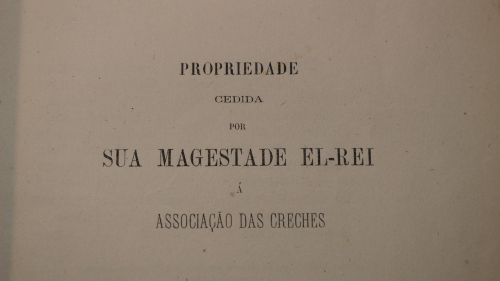 PROPRIEDADE
CEDIDA
POR
SUA MAGESTADE EL-REI
Á
ASSOCIAÇÃO DAS CRECHES